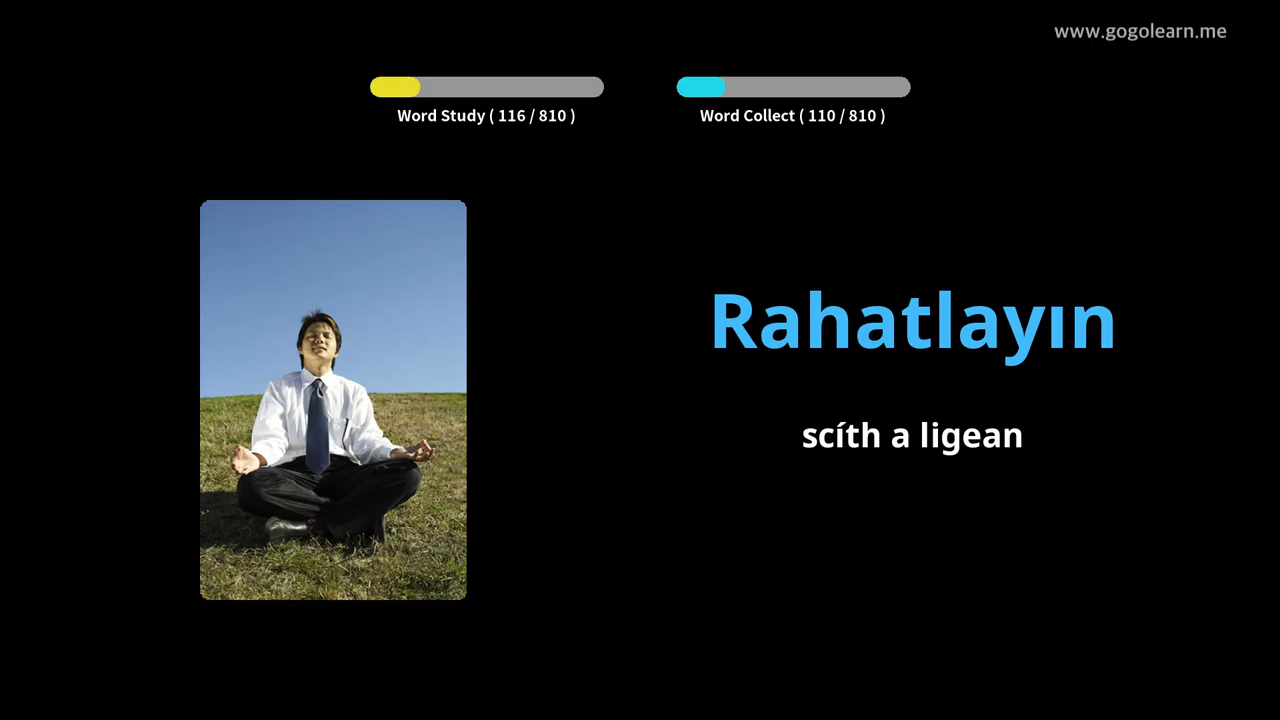 www.gogolearn.me
Word Study ( 116 / 810 )
Word Collect ( 110 / 810 )
Rahatlayın
scíth a ligean